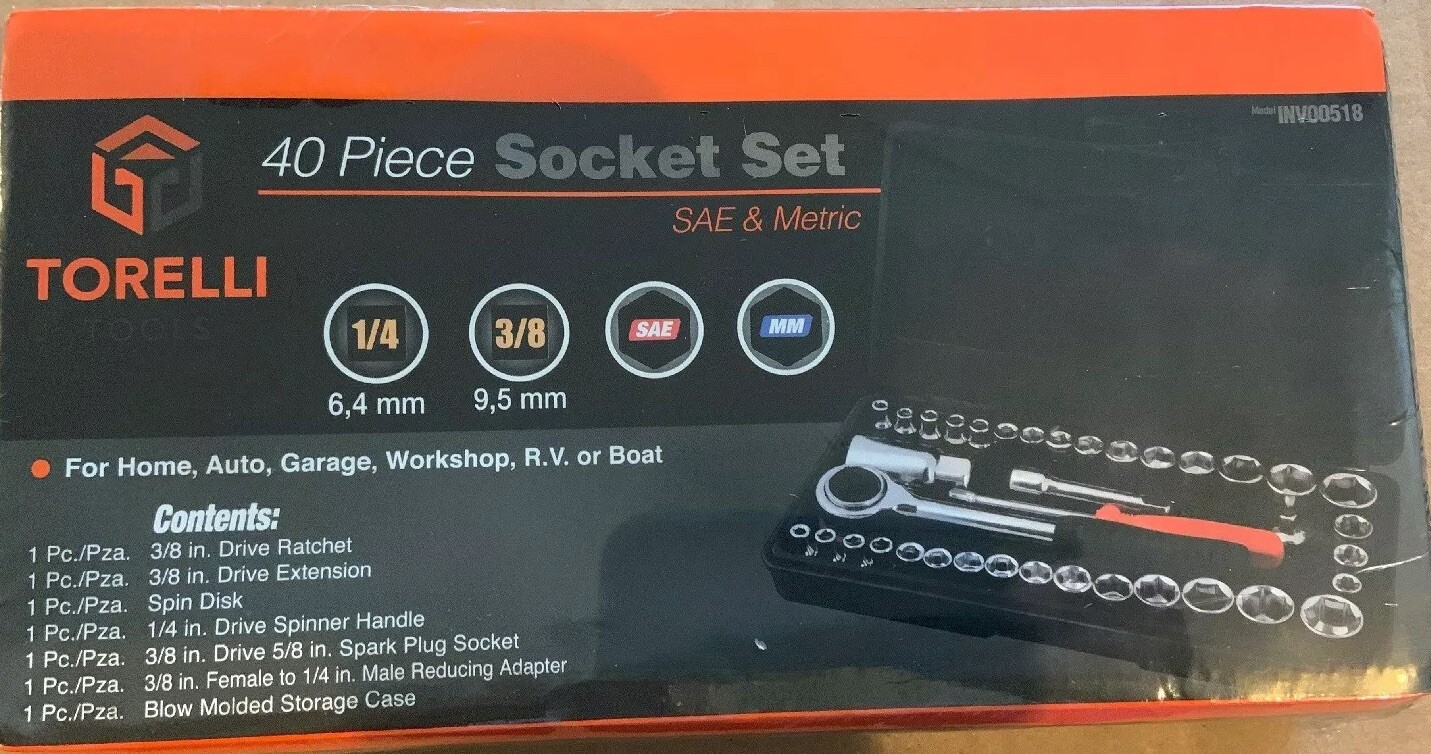 Model INV00518
40 Piece Socket Set
SAE & Metric
TORELLI
TOOLS
1/4
3/8
SAE
MM
6,4 mm
9,5 mm
For Home, Auto, Garage, Workshop, R.V. or Boat
Contents:
1 Pc./Pza. 3/8 in. Drive Ratchet
1 Pc./Pza. 3/8 in. Drive Extension
1 Pc./Pza. Spin Disk
1 Pc./Pza. 1/4 in. Drive Spinner Handle
1 Pc./Pza. 3/8 in. Drive 5/8 in. Spark Plug Socket
1 Pc./Pza. 3/8 in. Female to 1/4 in. Male Reducing Adapter
1 Pc./Pza. Blow Molded Storage Case